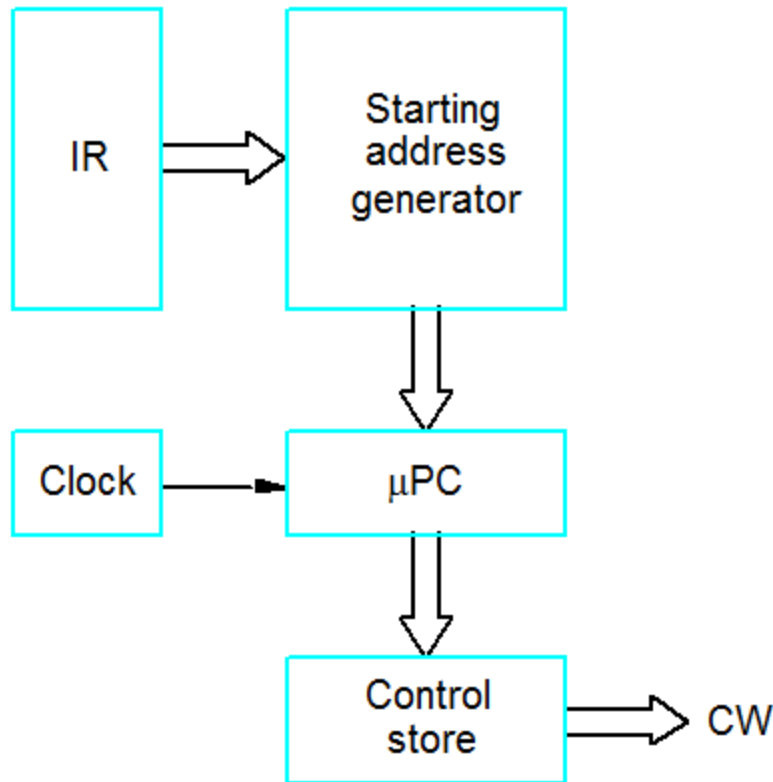 IR
Starting
address
generator
Clock
μPC
Control
store
CW